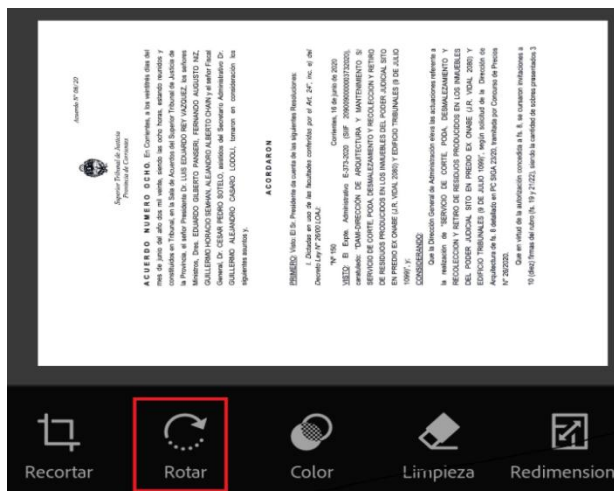 Acuerdo N° 08/20
Superior Tribunal de Justicia
Provincia de Corrientes
A C U E R D O  N U M E R O  O C H O. En Corrientes, a los veintitrés días del
mes de junio del año dos mil veinte, siendo las ocho horas, estando reunidos y
constituidos en Tribunal, en la Sala de Acuerdos del Superior Tribunal de Justicia de
la Provincia, el señor Presidente Dr. LUIS EDUARDO REY VAZQUEZ, los señores
Ministros, Dres. EDUARDO GILBERTO PANSERI, FERNANDO AUGUSTO NIZ,
GUILLERMO HORACIO SEMHAN, ALEJANDRO ALBERTO CHAIN y el señor Fiscal
General, Dr. CESAR PEDRO SOTELO, asistidos del Secretario Administrativo Dr.
GUILLERMO ALEJANDRO CASARO LODOLI, tomaron en consideración los
siguientes asuntos y,
A C O R D A R O N
PRIMERO: Visto: El Sr. Presidente da cuenta de las siguientes Resoluciones:
I. Dictadas en uso de las facultades conferidas por el Art. 24°, inc. e) del
Decreto Ley N° 26/00 LOAJ:
Corrientes, 16 de junio de 2020
"N° 150
VISTO: El Expte. Administrativo E-373-2020
caratulado: "DAMI-DIRECCIÓN DE ARQUITECTURA Y MANTENIMIENTO S/
SERVICIO DE CORTE, PODA, DESMALEZAMIENTO Y RECOLECCION Y RETIRO
DE RESIDUOS PRODUCIDOS EN LOS INMUEBLES DEL PODER JUDICIAL SITO
EN PREDIO EX ONABE (J.R. VIDAL 2080) Y EDIFICIO TRIBUNALES (9 DE JULIO
1099)", y;
CONSIDERANDO:
Que la Dirección General de Administración eleva las actuaciones referente a
la realización de "SERVICIO DE CORTE, PODA, DESMALEZAMIENTO Y
RECOLECCION Y RETIRO DE RESIDUOS PRODUCIDOS EN LOS INMUEBLES
DEL PODER JUDICIAL SITO EN PREDIO EX ONABE (J.R. VIDAL 2080) Y
EDIFICIO TRIBUNALES (9 DE JULIO 1099)", según solicitud de la Dirección de
Arquitectura de fs. 6 detallado en PC SIGA 23/20, tramitado por Concurso de Precios
N° 26/2020.
Que en virtud de la autorización concedida a fs. 8, se cursaron invitaciones a
10 (diez) firmas del rubro (fs. 19 y 21/22), siendo la cantidad de sobres presentados 3
Recortar
Rotar
Color
Limpieza
Redimension